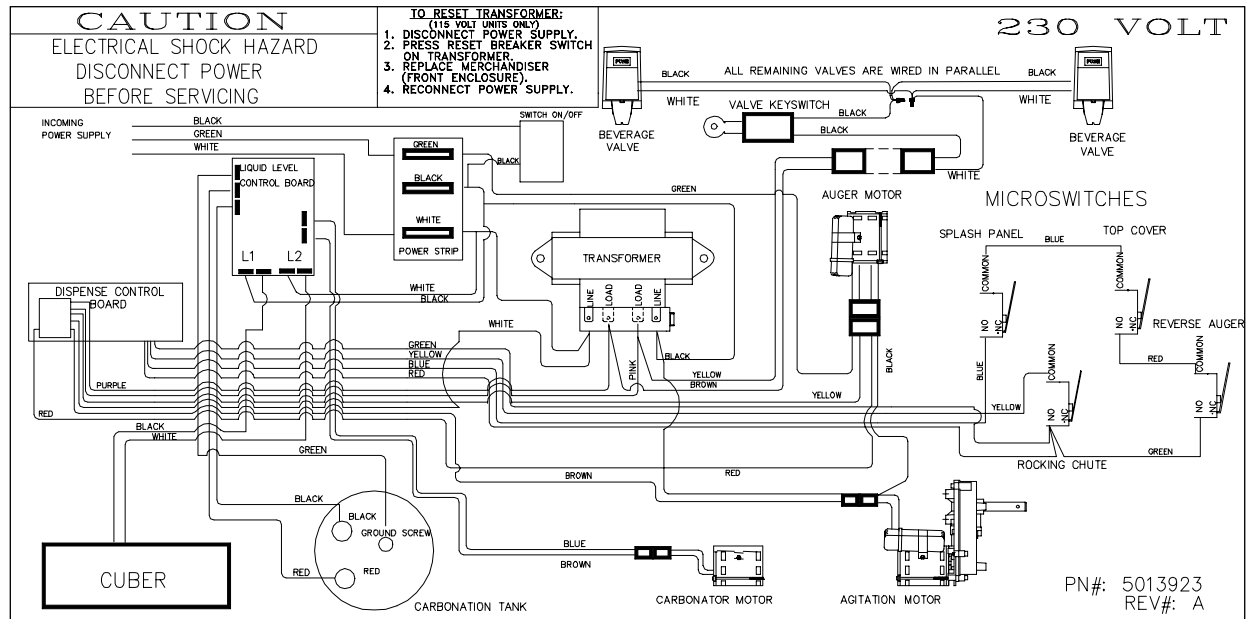 CAUTION
ELECTRICAL SHOCK HAZARD
DISCONNECT POWER
BEFORE SERVICING
TO RESET TRANSFORMER:
(115 VOLT UNITS ONLY)
1. DISCONNECT POWER SUPPLY.
2. PRESS RESET BREAKER SWITCH
ON TRANSFORMER.
3. REPLACE MERCHANDISER
(FRONT ENCLOSURE).
4. RECONNECT POWER SUPPLY.
230 VOLT
PUSH
BLACK
ALL REMAINING VALVES ARE WIRED IN PARALLEL
BLACK
PUSH
WHITE
VALVE KEYSWITCH
BLACK
WHITE
BLACK
BEVERAGE
VALVE
BEVERAGE
VALVE
WHITE
INCOMING
POWER SUPPLY
BLACK
GREEN
WHITE
SWITCH ON/OFF
BLACK
GREEN
BLACK
WHITE
POWER STRIP
LIQUID LEVEL
CONTROL BOARD
L1
L2
GREEN
AUGER MOTOR
MICROSWITCHES
SPLASH PANEL
TOP COVER
BLUE
TRANSFORMER
LINE
LOAD
LOAD
LINE
WHITE
BLACK
DISPENSE CONTROL
BOARD
WHITE
COMMON
NO
NC
COMMON
NO
NC
REVERSE AUGER
GREEN
YELLOW
BLUE
RED
BLACK
PINK
YELLOW
BROWN
BLACK
BLUE
COMMON
RED
COMMON
PURPLE
YELLOW
YELLOW
NO
NC
NO
NC
RED
BLACK
WHITE
GREEN
GREEN
ROCKING CHUTE
BROWN
RED
BLACK
BLACK
GROUND SCREW
BLUE
BROWN
RED
RED
CUBER
CARBONATION TANK
CARBONATOR MOTOR
AGITATION MOTOR
PN#: 5013923
REV#: A